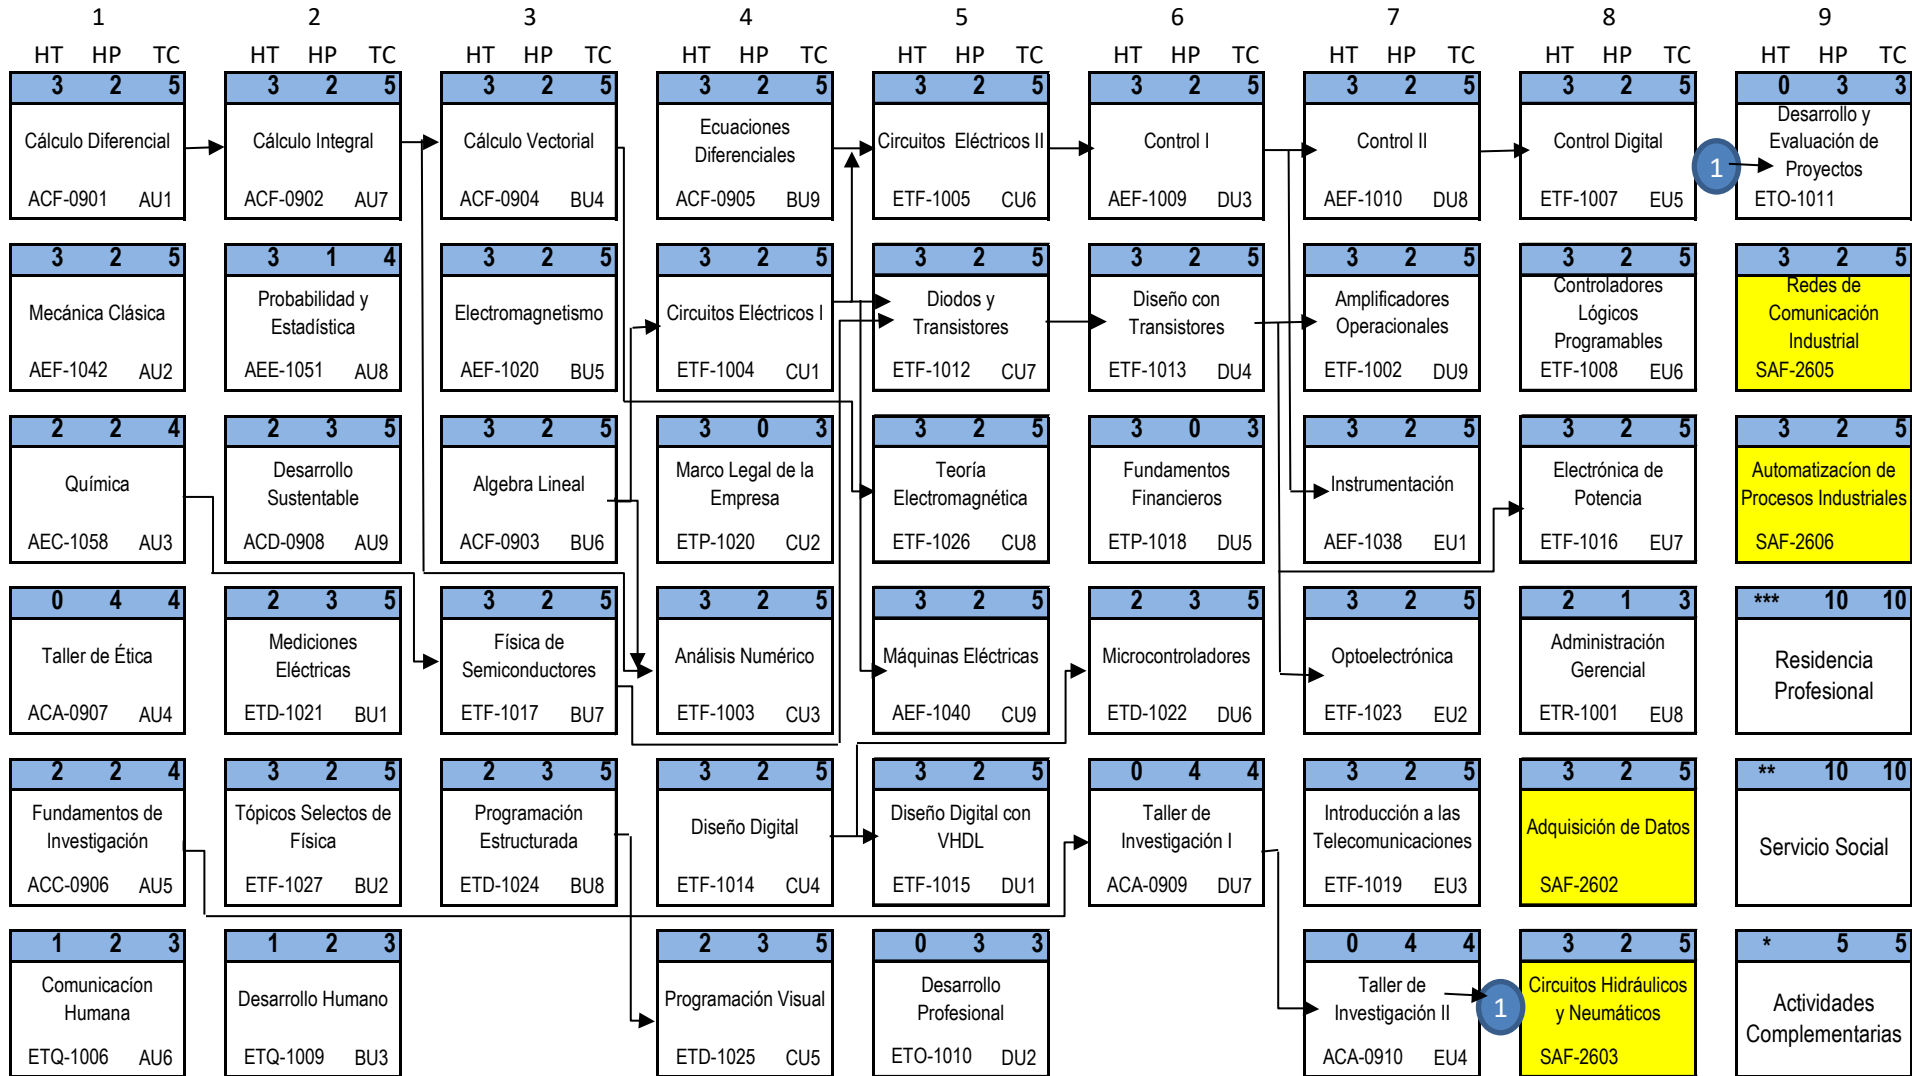 1 2 3 4 5 6 7 8 9
HT HP TC HT HP TC HT HP TC HT HP TC HT HP TC HT HP TC HT HP TC HT HP TC HT HP TC
3 2 5 3 2 5 3 2 5 3 2 5 3 2 5 3 2 5 3 2 5 3 2 5 0 3 3
Cálculo Diferencial
ACF-0901 AU1
Cálculo Integral
ACF-0902 AU7
Cálculo Vectorial
ACF-0904 BU4
Ecuaciones
Diferenciales
ACF-0905 BU9
Circuitos Eléctricos II
ETF-1005 CU6
Control I
AEF-1009 DU3
Control II
AEF-1010 DU8
Control Digital
ETF-1007 EU5
1
Desarrollo y
Evaluación de
Proyectos
ETO-1011
3 2 5 3 1 4 3 2 5 3 2 5 3 2 5 3 2 5 3 2 5 3 2 5 3 2 5
Mecánica Clásica
AEF-1042 AU2
Probabilidad y
Estadística
AEE-1051 AU8
Electromagnetismo
AEF-1020 BU5
Circuitos Eléctricos I
ETF-1004 CU1
Diodos y
Transistores
ETF-1012 CU7
Diseño con
Transistores
ETF-1013 DU4
Amplificadores
Operacionales
ETF-1002 DU9
Controladores
Lógicos
Programables
ETF-1008 EU6
Redes de
Comunicación
Industrial
SAF-2605
2 2 4 2 3 5 3 2 5 3 0 3 3 2 5 3 0 3 3 2 5 3 2 5 3 2 5
Química
AEC-1058 AU3
Desarrollo
Sustentable
ACD-0908 AU9
Algebra Lineal
ACF-0903 BU6
Marco Legal de la
Empresa
ETP-1020 CU2
Teoría
Electromagnética
ETF-1026 CU8
Fundamentos
Financieros
ETP-1018 DU5
Instrumentación
AEF-1038 EU1
Electrónica de
Potencia
ETF-1016 EU7
Automatizacíon de
Procesos Industriales
SAF-2606
0 4 4 2 3 5 3 2 5 3 2 5 3 2 5 2 3 5 3 2 5 2 1 3 *** 10 10
Taller de Ética
ACA-0907 AU4
Mediciones
Eléctricas
ETD-1021 BU1
Física de
Semiconductores
ETF-1017 BU7
Análisis Numérico
ETF-1003 CU3
Máquinas Eléctricas
AEF-1040 CU9
Microcontroladores
ETD-1022 DU6
Optoelectrónica
ETF-1023 EU2
Administración
Gerencial
ETR-1001 EU8
Residencia
Profesional
2 2 4 3 2 5 2 3 5 3 2 5 3 2 5 0 4 4 3 2 5 3 2 5 ** 10 10
Fundamentos de
Investigación
ACC-0906 AU5
Tópicos Selectos de
Física
ETF-1027 BU2
Programación
Estructurada
ETD-1024 BU8
Diseño Digital
ETF-1014 CU4
Diseño Digital con
VHDL
ETF-1015 DU1
Taller de
Investigación I
ACA-0909 DU7
Introducción a las
Telecomunicaciones
ETF-1019 EU3
Adquisición de Datos
SAF-2602
Servicio Social
1 2 3 1 2 3 2 3 5 0 3 3 0 4 4 3 2 5 * 5 5
Comunicacíon
Humana
ETQ-1006 AU6
Desarrollo Humano
ETQ-1009 BU3
Programación Visual
ETD-1025 CU5
Desarrollo
Profesional
ETO-1010 DU2
Taller de
Investigación II
ACA-0910 EU4
1
Circuitos Hidráulicos
y Neumáticos
SAF-2603
Actividades
Complementarias